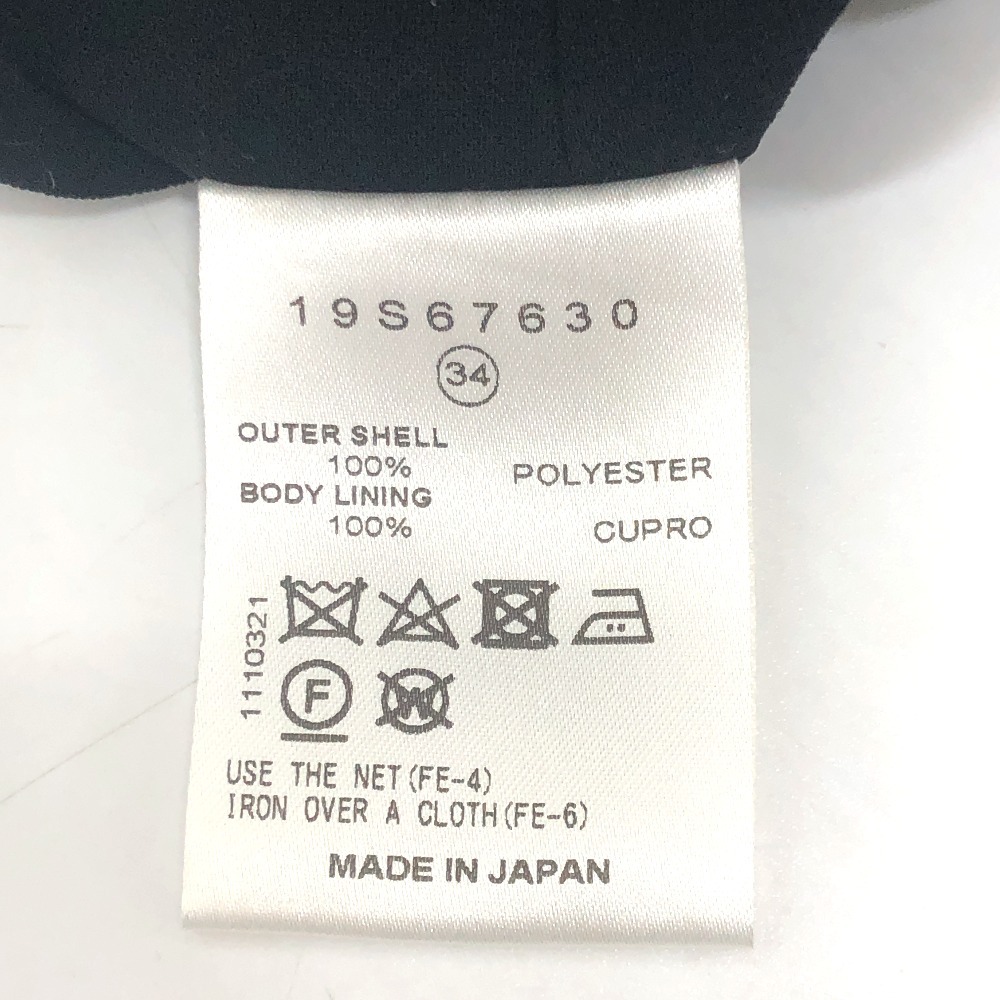 19S67630
34
OUTER SHELL
100% POLYESTER
BODY LINING
100% CUPRO
1110321
F W
USE THE NET(FE-4)
IRON OVER A CLOTH(FE-6)
MADE IN JAPAN